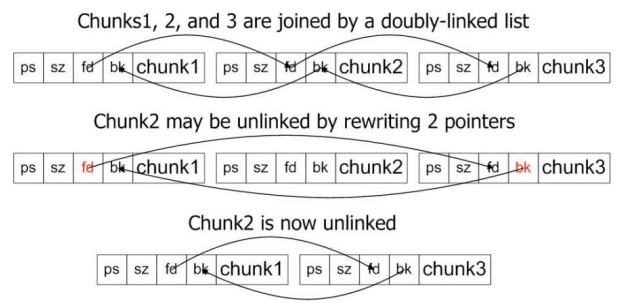 Chunks1, 2, and 3 are joined by a doubly-linked list
ps sz fd bk chunk1 ps sz fd bk chunk2 ps sz fd bk chunk3
Chunk2 may be unlinked by rewriting 2 pointers
ps sz fd bk chunk1 ps sz fd bk chunk2 ps sz fd bk chunk3
Chunk2 is now unlinked
ps sz fd bk chunk1 ps sz fd bk chunk3